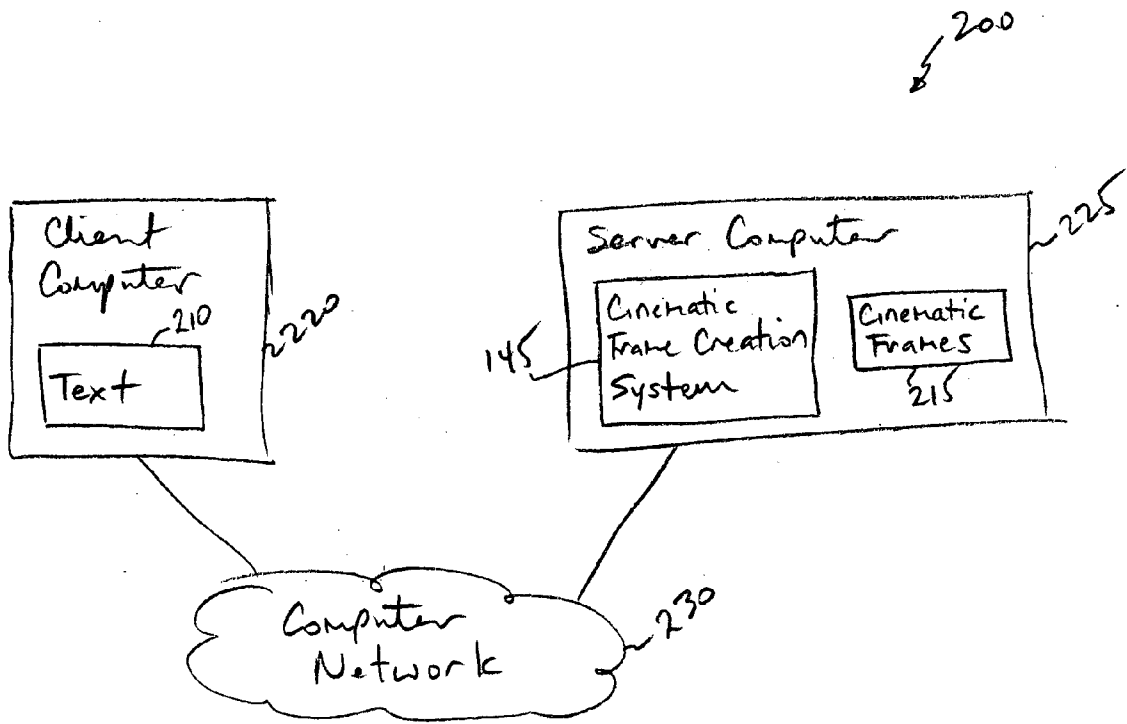 200
Client
Computer
210
Text
220
Server Computer
225
Cinematic
Frame Creation
System
145
Cinematic
Frames
215
Computer
Network
230